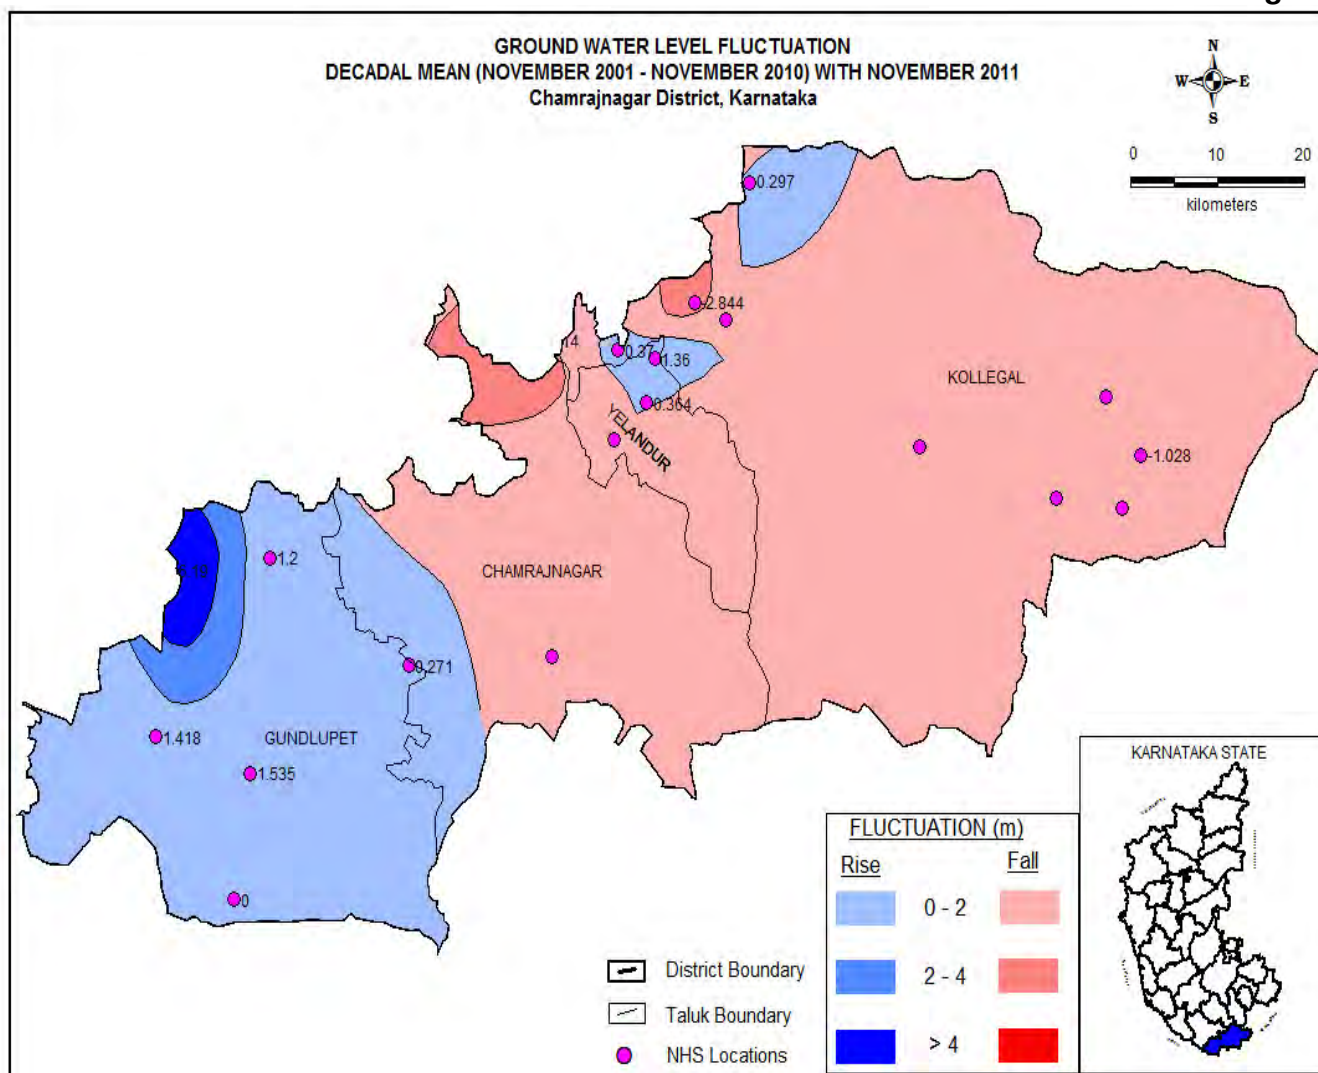 GROUND WATER LEVEL FLUCTUATION
DECADAL MEAN (NOVEMBER 2001 - NOVEMBER 2010) WITH NOVEMBER 2011
Chamrajnagar District, Karnataka
N
W E
S
0 10 20
kilometers
0.297
-2.844
14
0.37
1.36
KOLLEGAL
0.364
YELANDUR
-1.028
1.2
CHAMRAJNAGAR
0.271
1.418
GUNDLUPET
1.535
0
KARNATAKA STATE
FLUCTUATION (m)
Rise Fall
0 - 2
2 - 4
> 4
District Boundary
Taluk Boundary
NHS Locations